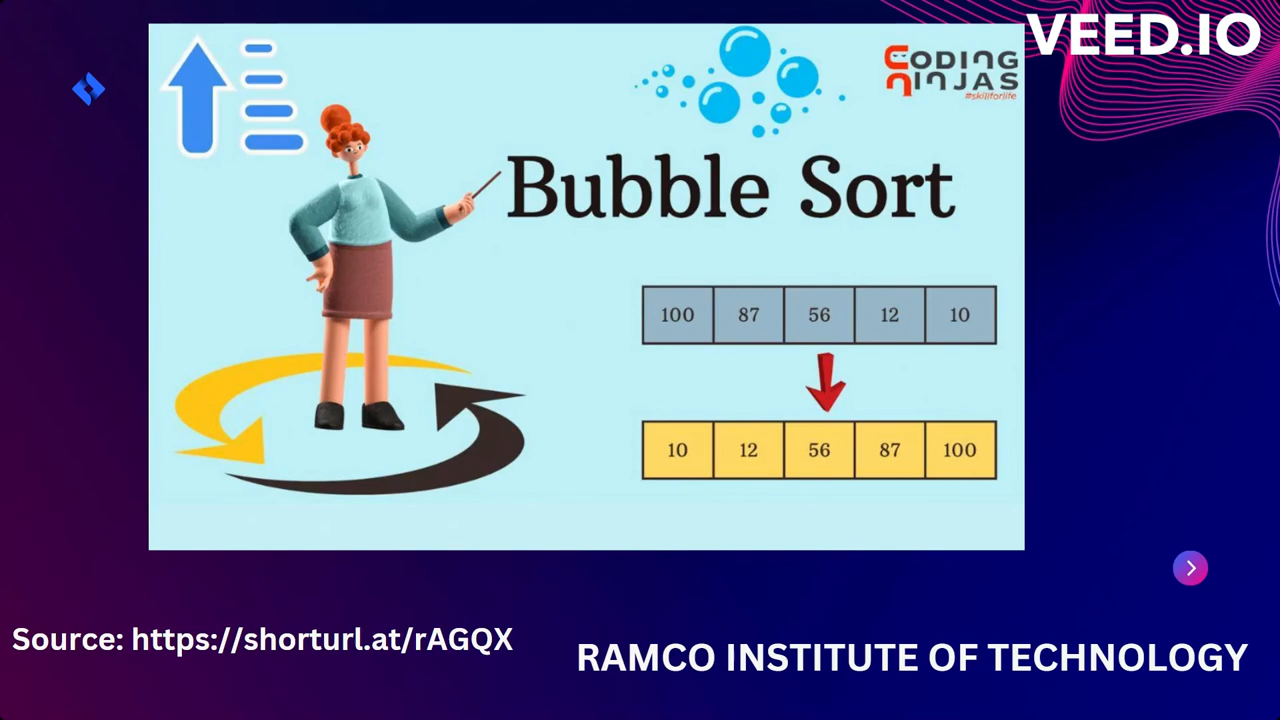 VEED.IO
CODING
NINJAS
#skillforlife
Bubble Sort
100 87 56 12 10
10 12 56 87 100
Source: https://shorturl.at/rAGQX
RAMCO INSTITUTE OF TECHNOLOGY